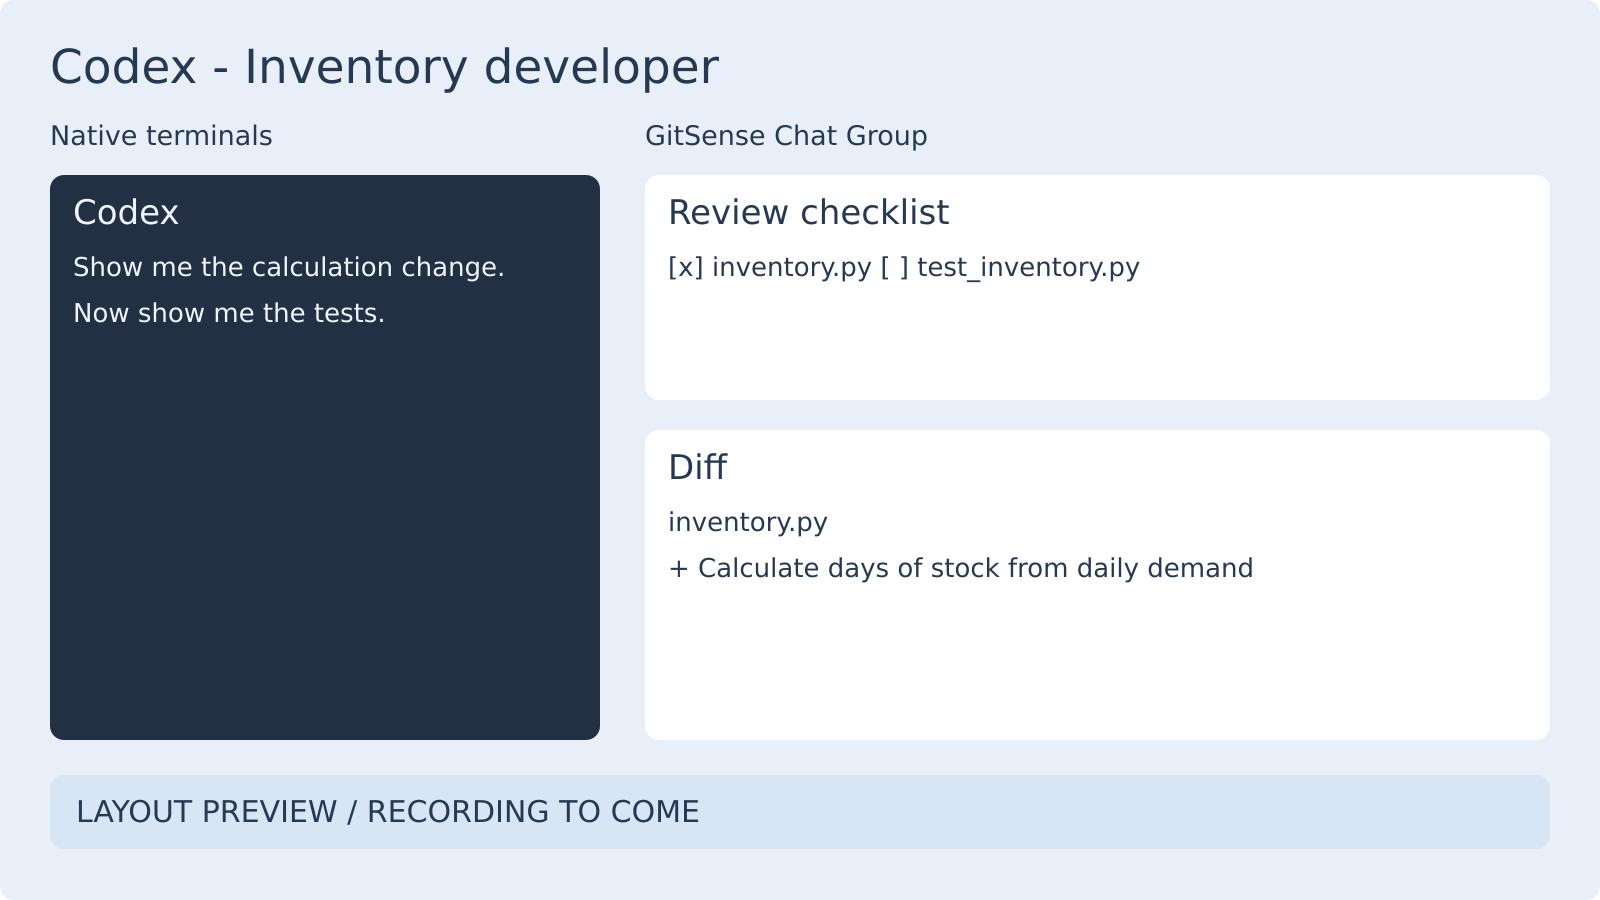 Codex - Inventory developer
Native terminals
Codex
Show me the calculation change.
Now show me the tests.
GitSense Chat Group
Review checklist
[x] inventory.py [ ] test_inventory.py
Diff
inventory.py
+ Calculate days of stock from daily demand
LAYOUT PREVIEW / RECORDING TO COME